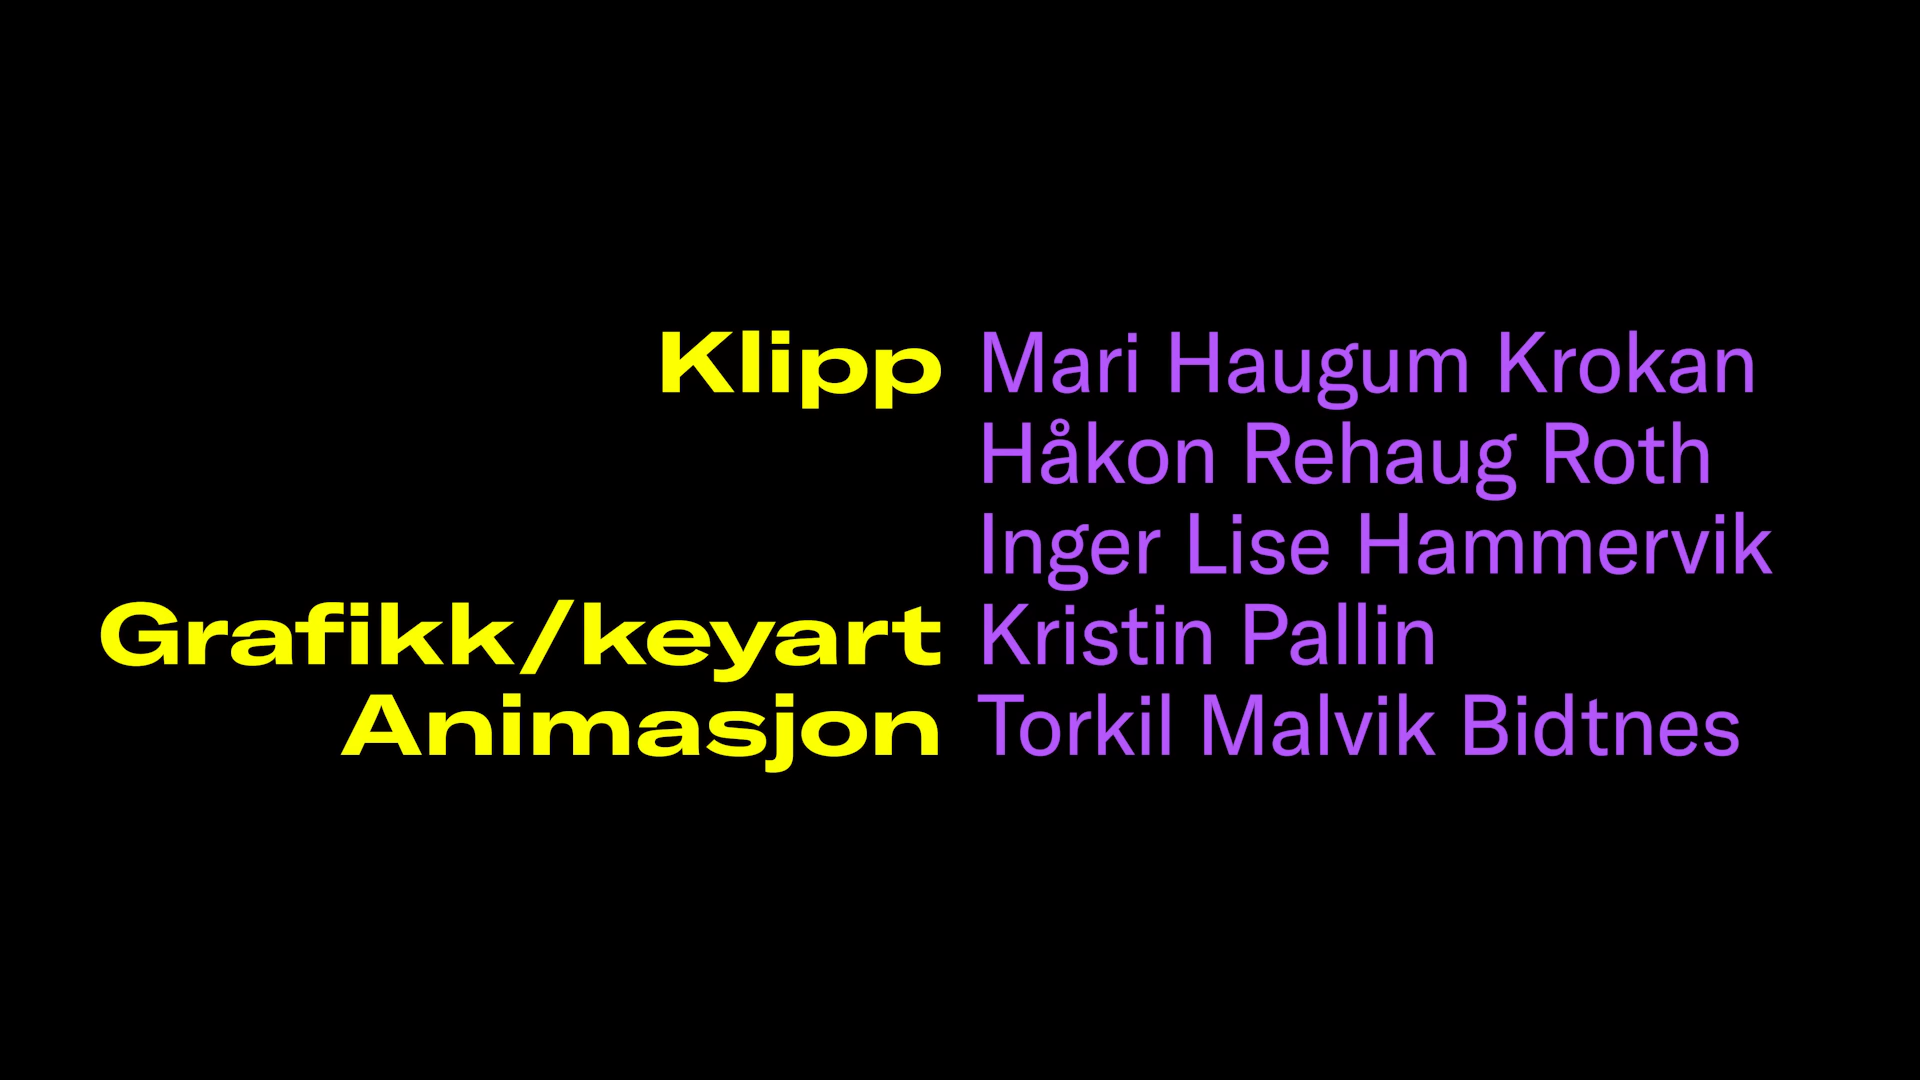 Klipp Mari Haugum Krokan
Håkon Rehaug Roth
Inger Lise Hammervik
Grafikk/keyart Kristin Pallin
Animasjon Torkil Malvik Bidtnes